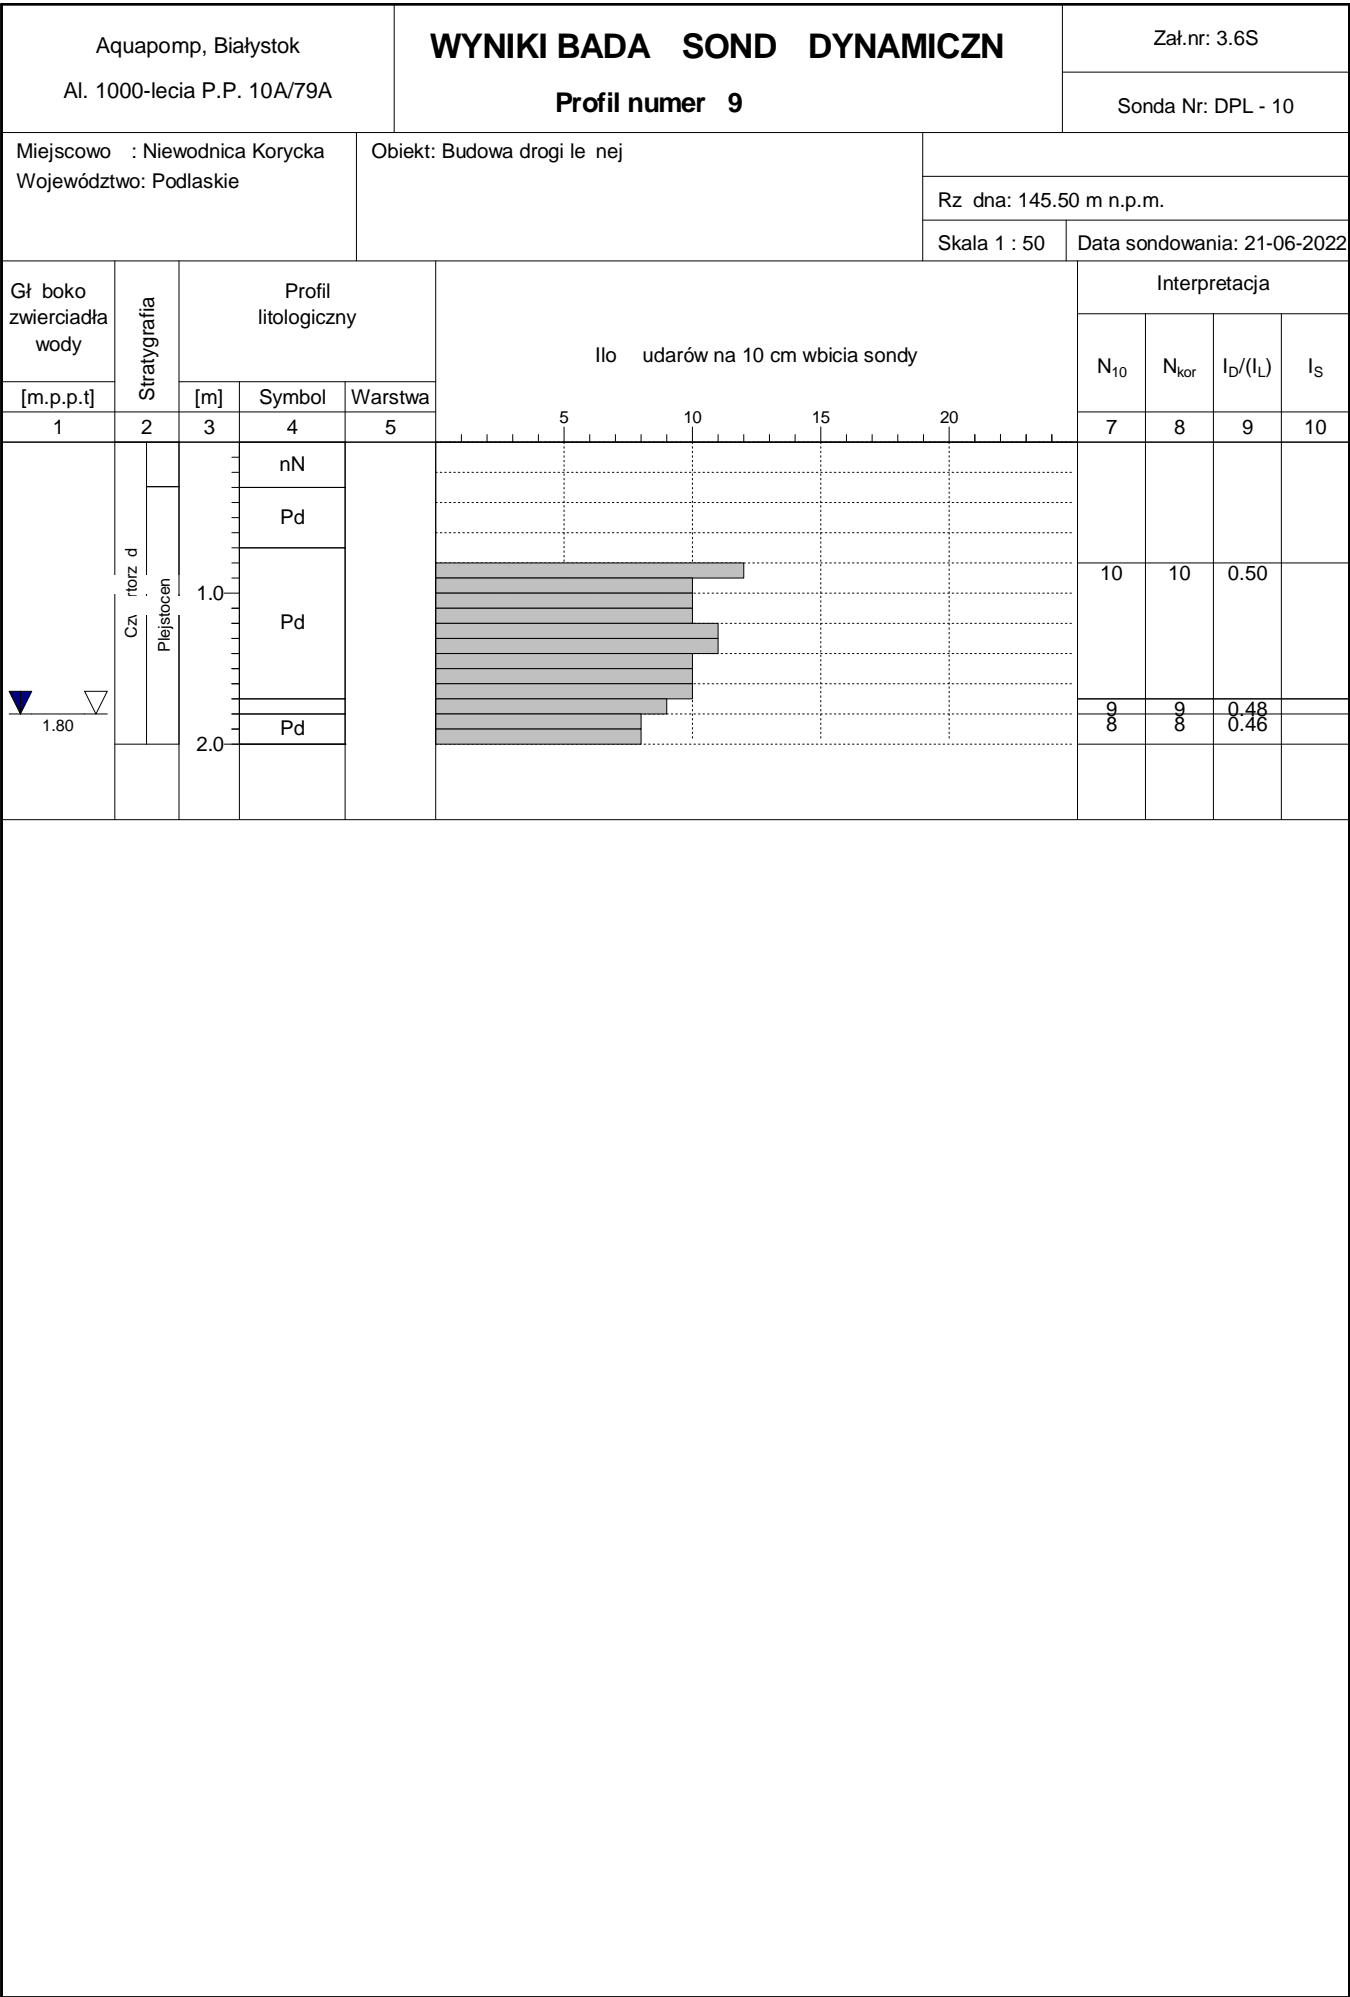 Aquapomp, Białystok
Al. 1000-lecia P.P. 10A/79A
WYNIKI BADA SOND DYNAMICZN
Profil numer 9
Zał.nr: 3.6S
Sonda Nr: DPL - 10
Miejscowo : Niewodnica Korycka
Województwo: Podlaskie
Obiekt: Budowa drogi le nej
Rz dna: 145.50 m n.p.m.
Skala 1 : 50
Data sondowania: 21-06-2022
Gł boko
zwierciadła
wody
[m.p.p.t]
Stratygrafia
Profil
litologiczny
[m]
Symbol
Warstwa
Ilo udarów na 10 cm wbicia sondy
Interpretacja
N10
Nkor
ID/(IL)
IS
1 2 3 4 5
5 10 15 20
7 8 9 10
nN
Pd
1.0
Pd
Cz rtorz d
Plejstocen
10 10 0.50
1.80
9 9 0.48
Pd
8 8 0.46
2.0